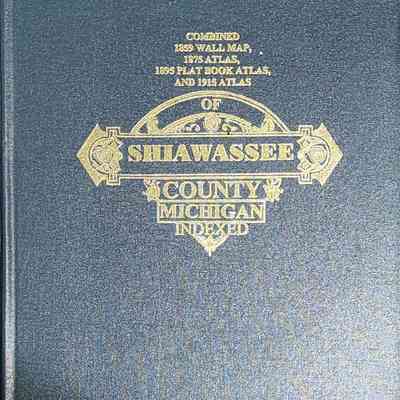 COMBINED
1859 WALL MAP,
1875 ATLAS,
1895 PLAT BOOK ATLAS,
AND 1915 ATLAS
OF
SHIAWASSEE
COUNTY
MICHIGAN
INDEXED